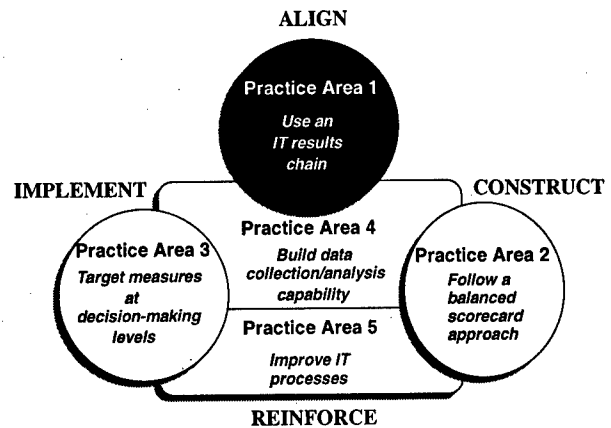 ALIGN
Practice Area 1
Use an
IT results
chain
IMPLEMENT
CONSTRUCT
Practice Area 3
Target measures
at
decision-making
levels
Practice Area 4
Build data
collection/analysis
capability
Practice Area 2
Follow a
balanced
scorecard
approach
Practice Area 5
Improve IT
processes
REINFORCE